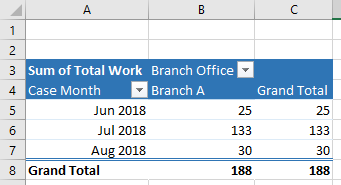 A B C
1
2
3 Sum of Total Work Branch Office
4 Case Month Branch A Grand Total
5 Jun 2018 25 25
6 Jul 2018 133 133
7 Aug 2018 30 30
8 Grand Total 188 188